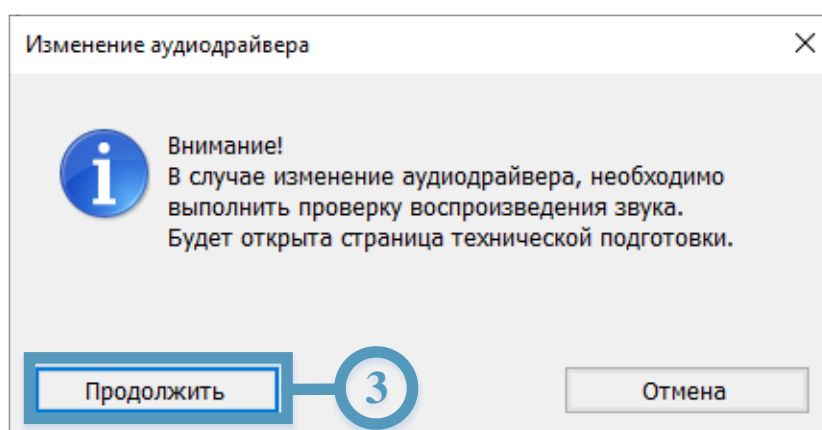 Изменение аудиодрайвера
Внимание!
В случае изменение аудиодрайвера, необходимо
выполнить проверку воспроизведения звука.
Будет открыта страница технической подготовки.
Продолжить
3
Отмена